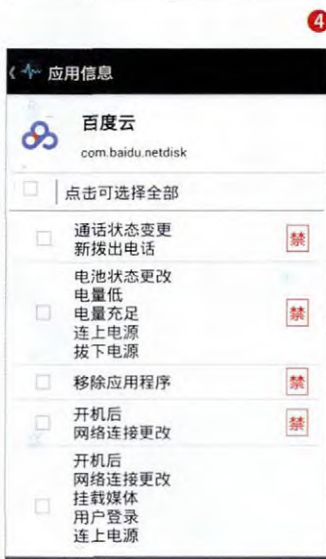 4
应用信息
百度云
com.baidu.netdisk
点击可选择全部
通话状态变更
新拨出电话
禁
电池状态更改
电量低
电量充足
连上电源
拔下电源
禁
移除应用程序
禁
开机后
网络连接更改
禁
开机后
网络连接更改
挂载媒体
用户登录
连上电源